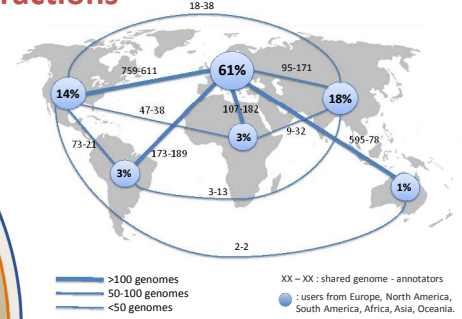 18-38
759-611
61%
95-171
14%
107-182
18%
47-38
9-32
73-21
3%
595-78
173-189
3%
1%
3-13
2-2
>100 genomes
50-100 genomes
<50 genomes
XX – XX : shared genome - annotators
: users from Europe, North America,
South America, Africa, Asia, Oceania.